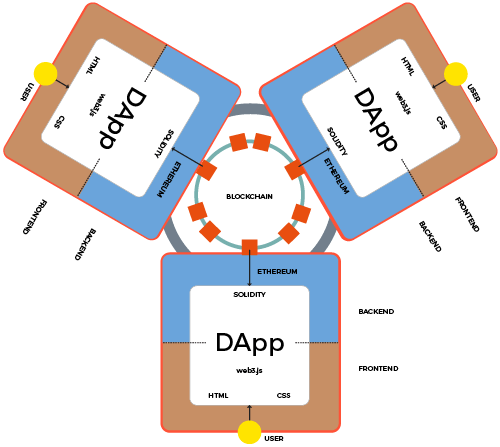 HTML
USER
web3.js
CSS
DApp
SOLIDITY
ETHEREUM
FRONTEND
BACKEND
HTML
USER
web3.js
CSS
DApp
SOLIDITY
ETHEREUM
FRONTEND
BACKEND
BLOCKCHAIN
ETHEREUM
SOLIDITY
BACKEND
DApp
web3.js
FRONTEND
HTML CSS
USER